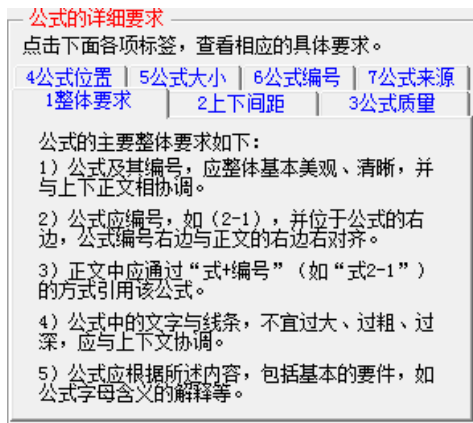 公式的详细要求
点击下面各项标签，查看相应的具体要求。
4公式位置 5公式大小 6公式编号 7公式来源
1整体要求 2上下间距 3公式质量
公式的主要整体要求如下：
1）公式及其编号，应整体基本美观、清晰，并
与上下正文相协调。
2）公式应编号，如（2-1），并位于公式的右
边，公式编号右边与正文的右边右对齐。
3）正文中应通过“式+编号”（如“式2-1”）
的方式引用该公式。
4）公式中的文字与线条，不宜过大、过粗、过
深，应与上下文协调。
5）公式应根据所述内容，包括基本的要件，如
公式字母含义的解释等。